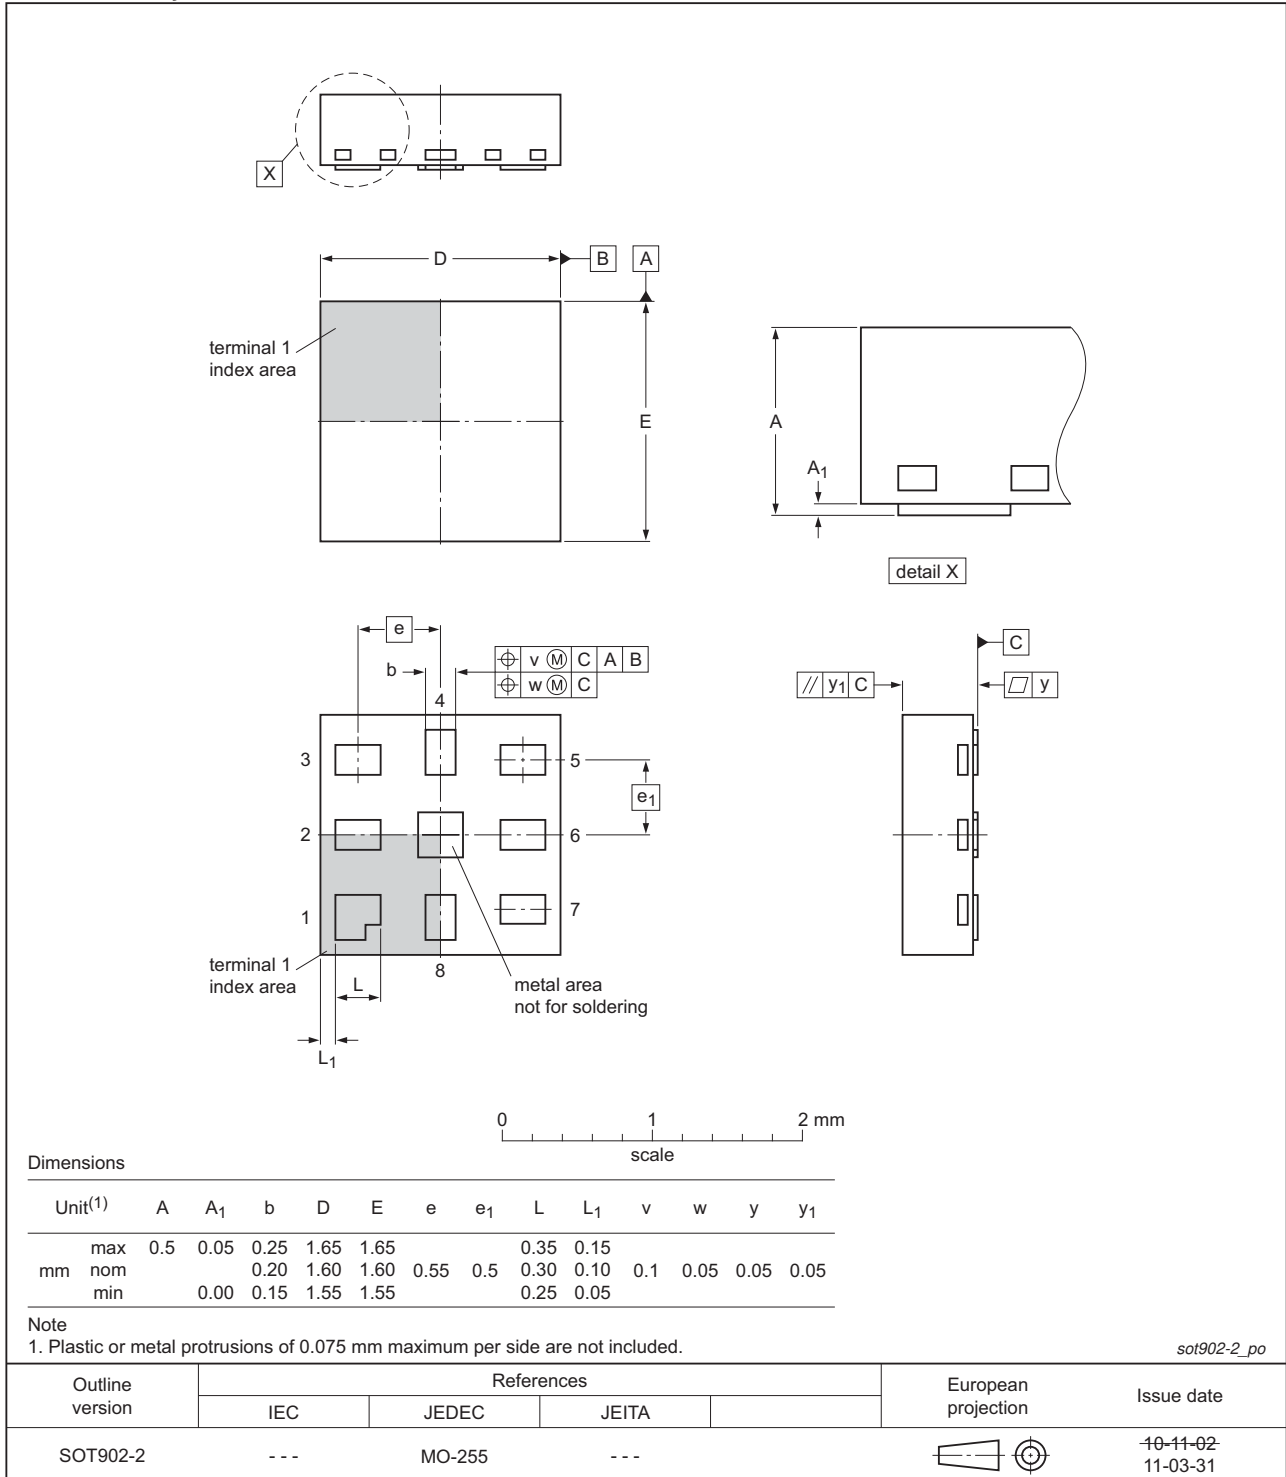 X
D
B
A
terminal 1
index area
E
A
A1
detail X
e
b
v M C A B
w M C
4
3
5
e1
2
6
1
7
terminal 1
index area
L
8
metal area
not for soldering
L1
C
// y1 C
y
0 1 2 mm
scale
Dimensions
Unit(1) A A1 b D E e e1 L L1 v w y y1
max 0.5 0.05 0.25 1.65 1.65 0.35 0.15
mm nom 0.20 1.60 1.60 0.55 0.5 0.30 0.10 0.1 0.05 0.05 0.05
min 0.00 0.15 1.55 1.55 0.25 0.05
Note
1. Plastic or metal protrusions of 0.075 mm maximum per side are not included.
sot902-2_po
Outline
version
References
IEC JEDEC JEITA
European
projection
Issue date
SOT902-2 - - - MO-255 - - -
10-11-02
11-03-31